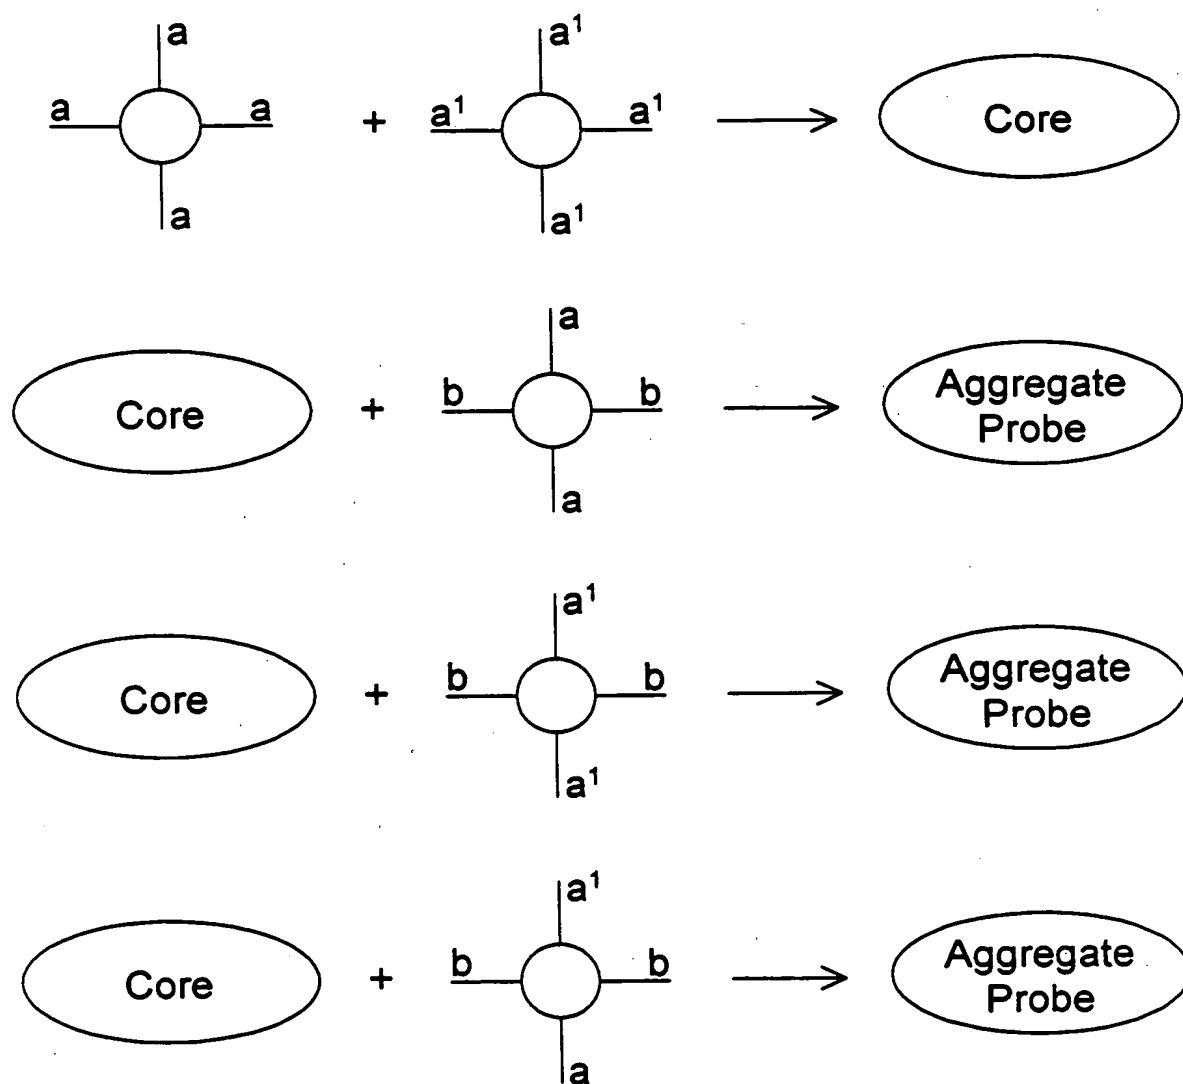 a a¹
a a + a¹ a¹ Core
a a¹
a
Core + b b Aggregate
Probe
a
a¹
Core + b b Aggregate
Probe
a¹
a¹
Core + b b Aggregate
Probe
a